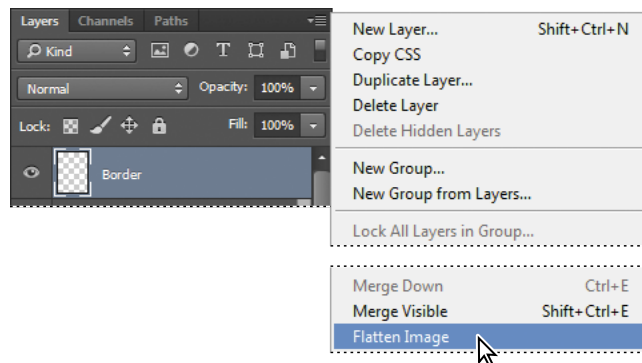 Layers Channels Paths
Kind
Normal Opacity: 100%
Lock: Fill: 100%
Border
New Layer... Shift+Ctrl+N
Copy CSS
Duplicate Layer...
Delete Layer
Delete Hidden Layers
New Group...
New Group from Layers...
Lock All Layers in Group...
Merge Down Ctrl+E
Merge Visible Shift+Ctrl+E
Flatten Image